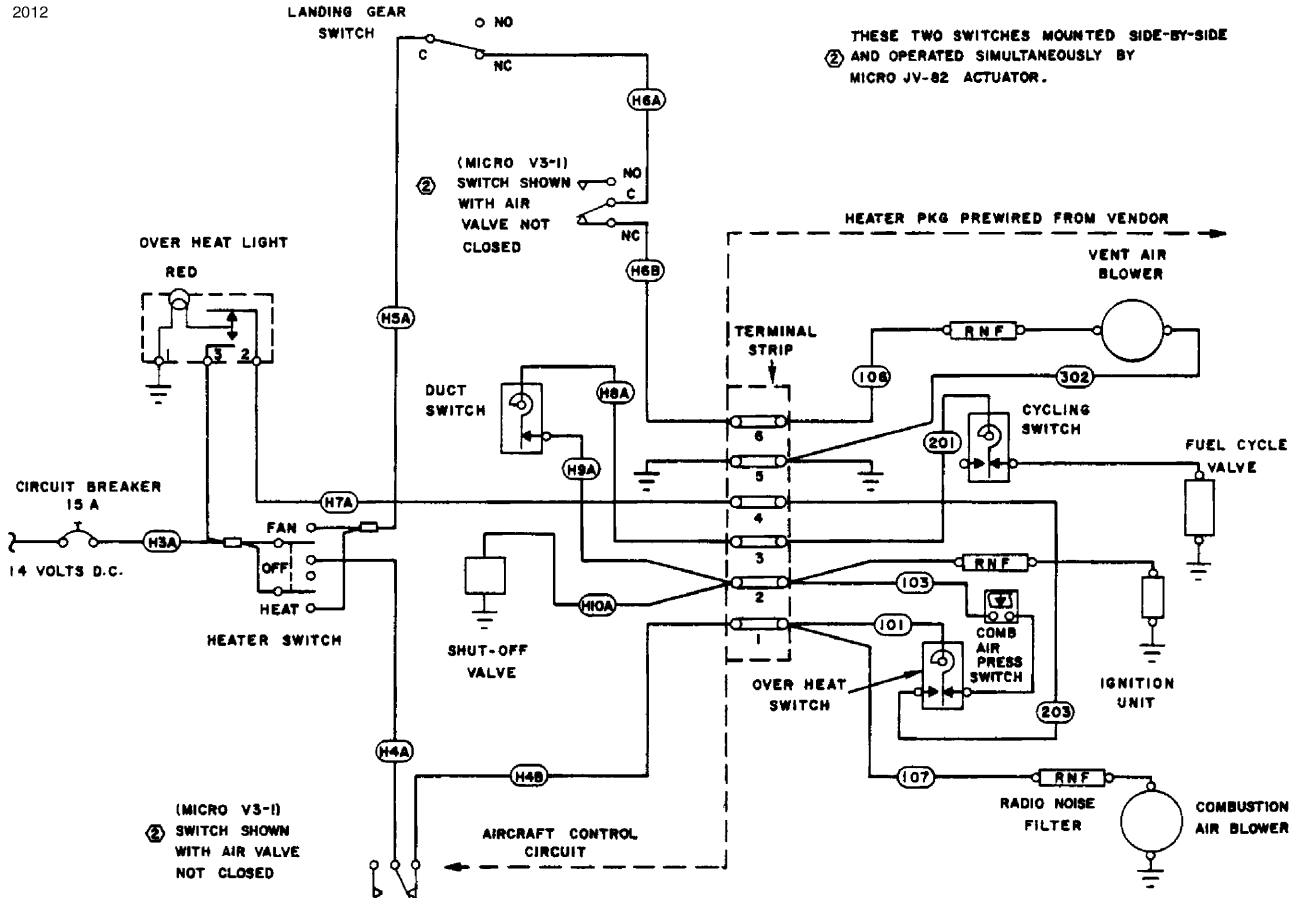 2012
LANDING GEAR
SWITCH
NO
C
NC
THESE TWO SWITCHES MOUNTED SIDE-BY-SIDE
2 AND OPERATED SIMULTANEOUSLY BY
MICRO JV-82 ACTUATOR.
H6A
(MICRO V3-1)
2 SWITCH SHOWN
WITH AIR
VALVE NOT
CLOSED
NO
C
NC
HEATER PKG PREWIRED FROM VENDOR
OVER HEAT LIGHT
RED
1 3 2
H5A
H6B
VENT AIR
BLOWER
TERMINAL
STRIP
RNF
106
302
DUCT
SWITCH
H8A
H9A
6
5
4
3
2
1
201
CYCLING
SWITCH
FUEL CYCLE
VALVE
CIRCUIT BREAKER
15 A
H7A
H3A
14 VOLTS D.C.
FAN
OFF
HEAT
HEATER SWITCH
SHUT-OFF
VALVE
H10A
RNF
103
101
COMB
AIR
PRESS
SWITCH
OVER HEAT
SWITCH
IGNITION
UNIT
203
H4A
H4B
107
RNF
RADIO NOISE
FILTER
COMBUSTION
AIR BLOWER
(MICRO V3-1)
2 SWITCH SHOWN
WITH AIR VALVE
NOT CLOSED
AIRCRAFT CONTROL
CIRCUIT